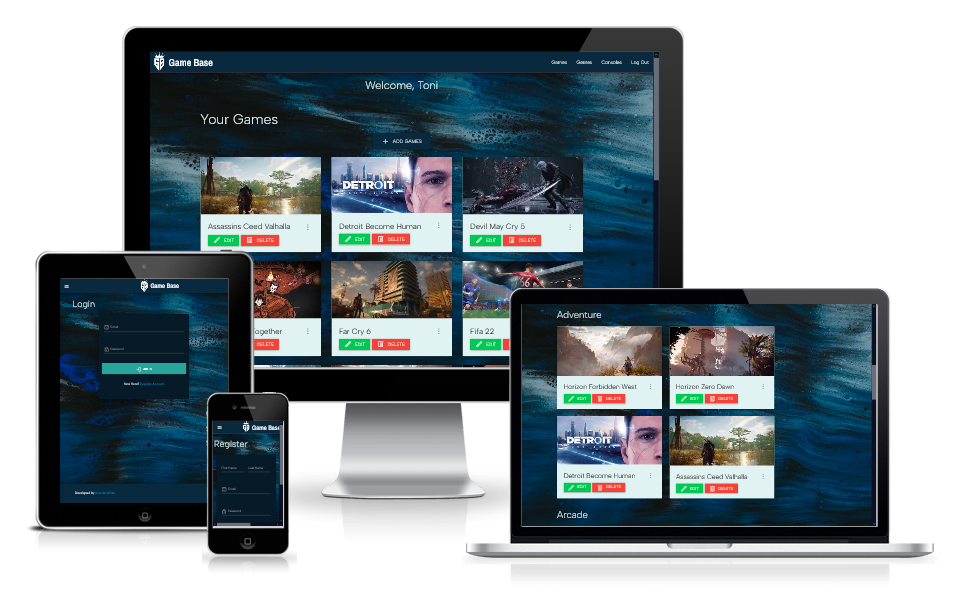 Game Base
Games Genres Consoles Log Out
Welcome, Toni
Your Games
+ ADD GAMES
DETROIT
Assassins Ceed Valhalla
EDIT DELETE
Detroit Become Human
EDIT DELETE
Devil May Cry 5
EDIT DELETE
Together
DELETE
Far Cry 6
EDIT DELETE
Fifa 22
EDIT
Game Base
Login
Email
Password
New Here? Register Account
Developed by
Game Base
Register
First Name Last Name
Email
Password
Adventure
Horizon Forbidden West
EDIT DELETE
Horizon Zero Dawn
EDIT DELETE
DETROIT
Detroit Become Human
EDIT DELETE
Assassins Ceed Valhalla
EDIT DELETE
Arcade